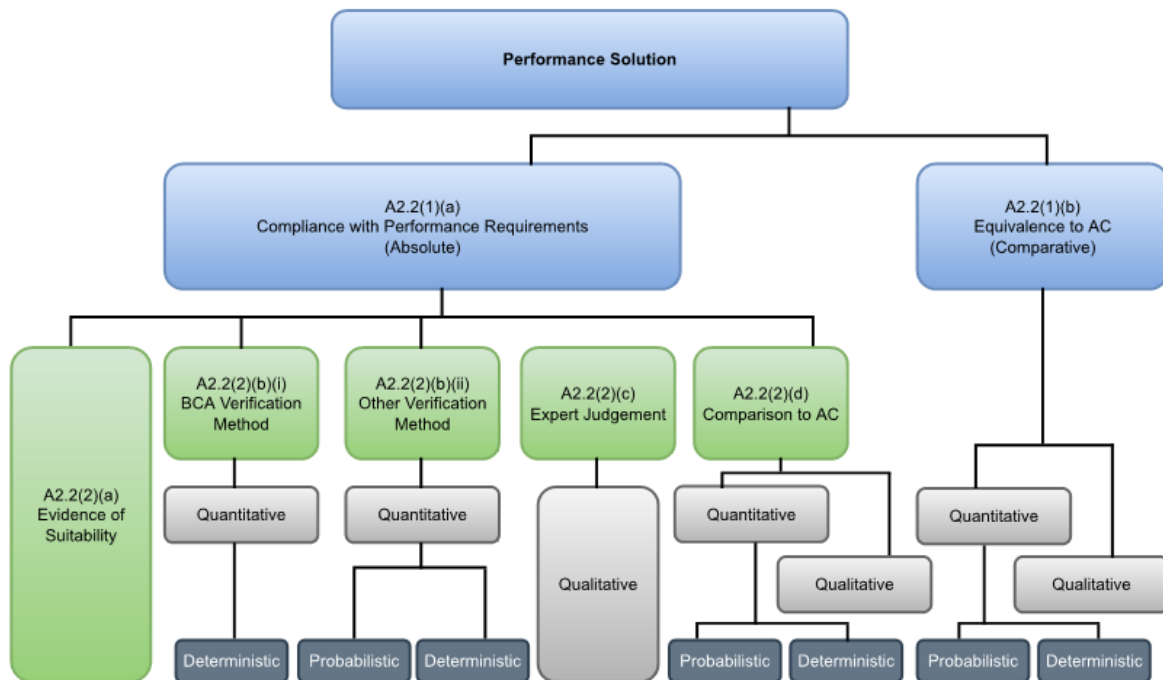 Performance Solution
A2.2(1)(a)
Compliance with Performance Requirements
(Absolute)
A2.2(1)(b)
Equivalence to AC
(Comparative)
A2.2(2)(a)
Evidence of
Suitability
A2.2(2)(b)(i)
BCA Verification
Method
A2.2(2)(b)(ii)
Other Verification
Method
A2.2(2)(c)
Expert Judgement
A2.2(2)(d)
Comparison to AC
Quantitative
Quantitative
Qualitative
Quantitative
Qualitative
Quantitative
Qualitative
Deterministic
Probabilistic
Deterministic
Probabilistic
Deterministic
Probabilistic
Deterministic